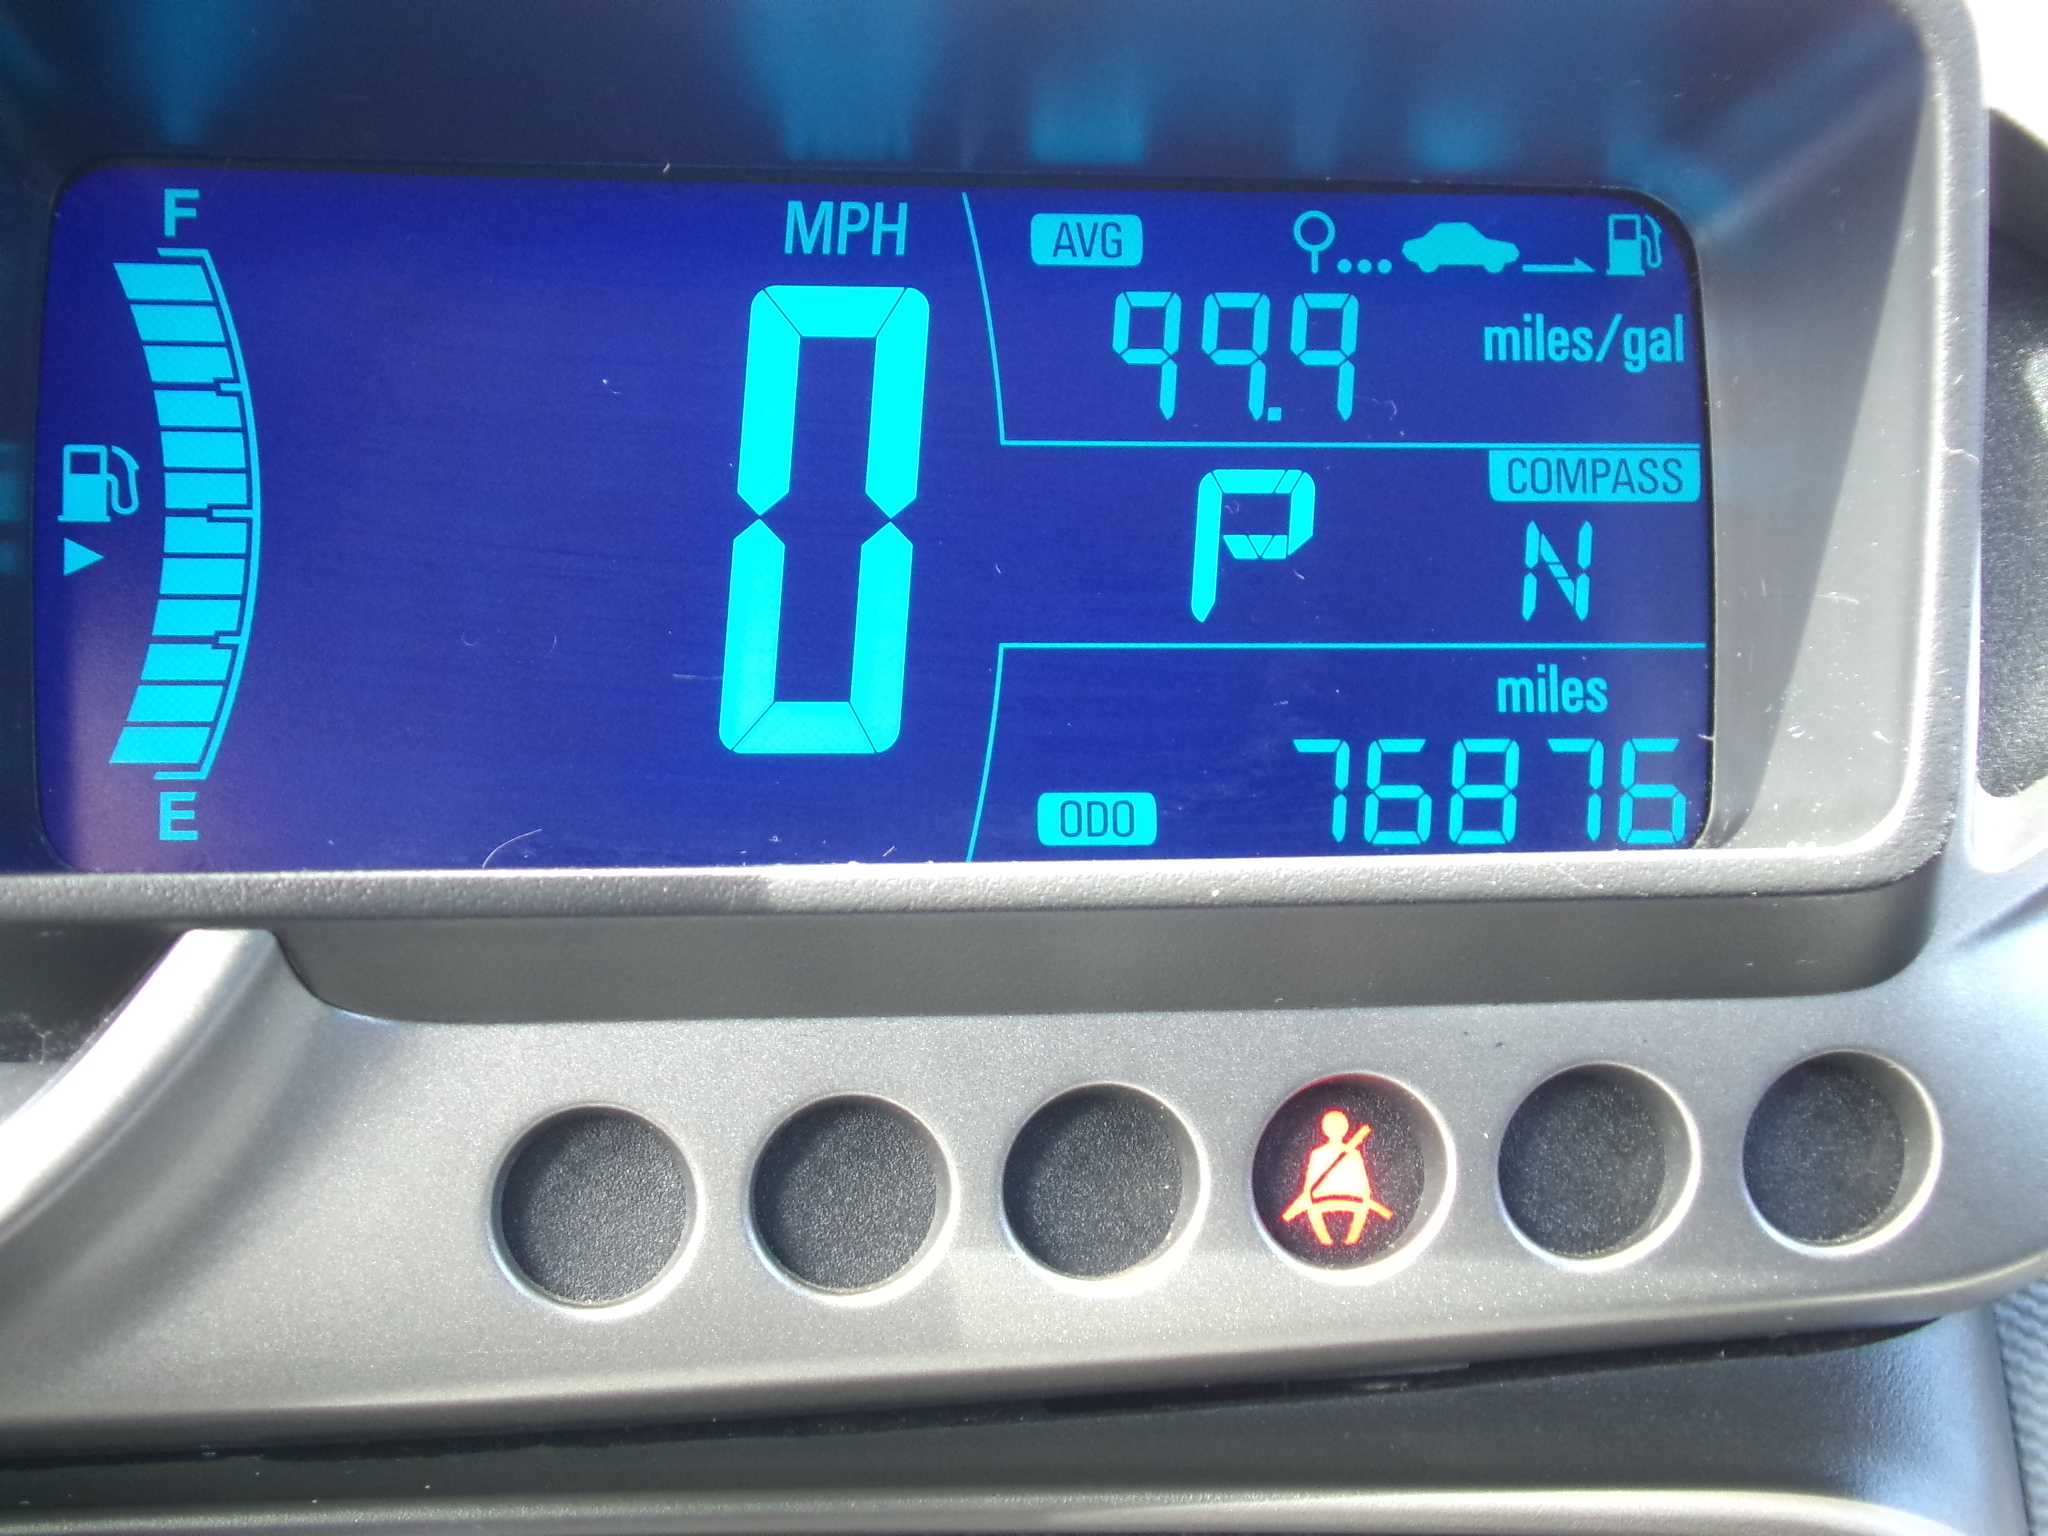 F
MPH
0
E
AVG
99.9 miles/gal
COMPASS
P N
miles
ODO 76876